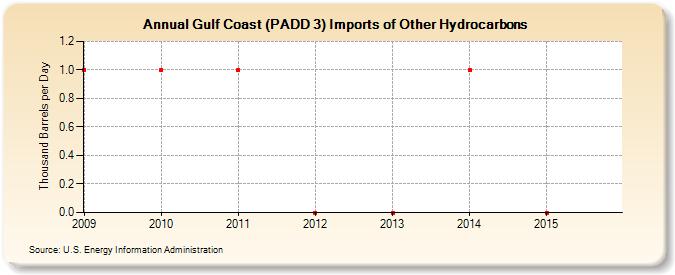 Annual Gulf Coast (PADD 3) Imports of Other Hydrocarbons
Thousand Barrels per Day
1.2
1.0
0.8
0.6
0.4
0.2
0.0
2009 2010 2011 2012 2013 2014 2015
Source: U.S. Energy Information Administration